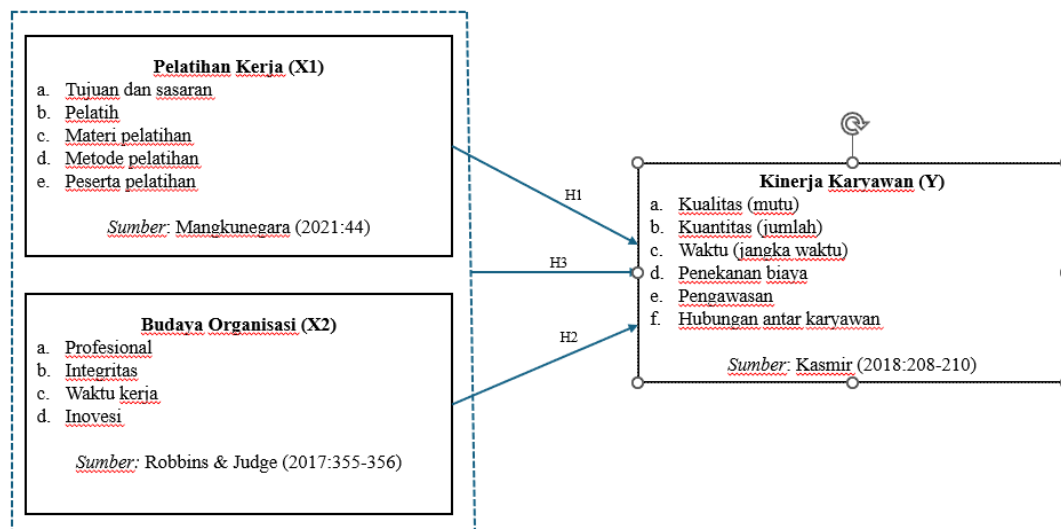 Pelatihan Kerja (X1)
a. Tujuan dan sasaran
b. Pelatih
c. Materi pelatihan
d. Metode pelatihan
e. Peserta pelatihan
Sumber: Mangkunegara (2021:44)
Budaya Organisasi (X2)
a. Profesional
b. Integritas
c. Waktu kerja
d. Inovesi
Sumber: Robbins & Judge (2017:355-356)
H1
H3
H2
Kinerja Karyawan (Y)
a. Kualitas (mutu)
b. Kuantitas (jumlah)
c. Waktu (jangka waktu)
d. Penekanan biaya
e. Pengawasan
f. Hubungan antar karyawan
Sumber: Kasmir (2018:208-210)